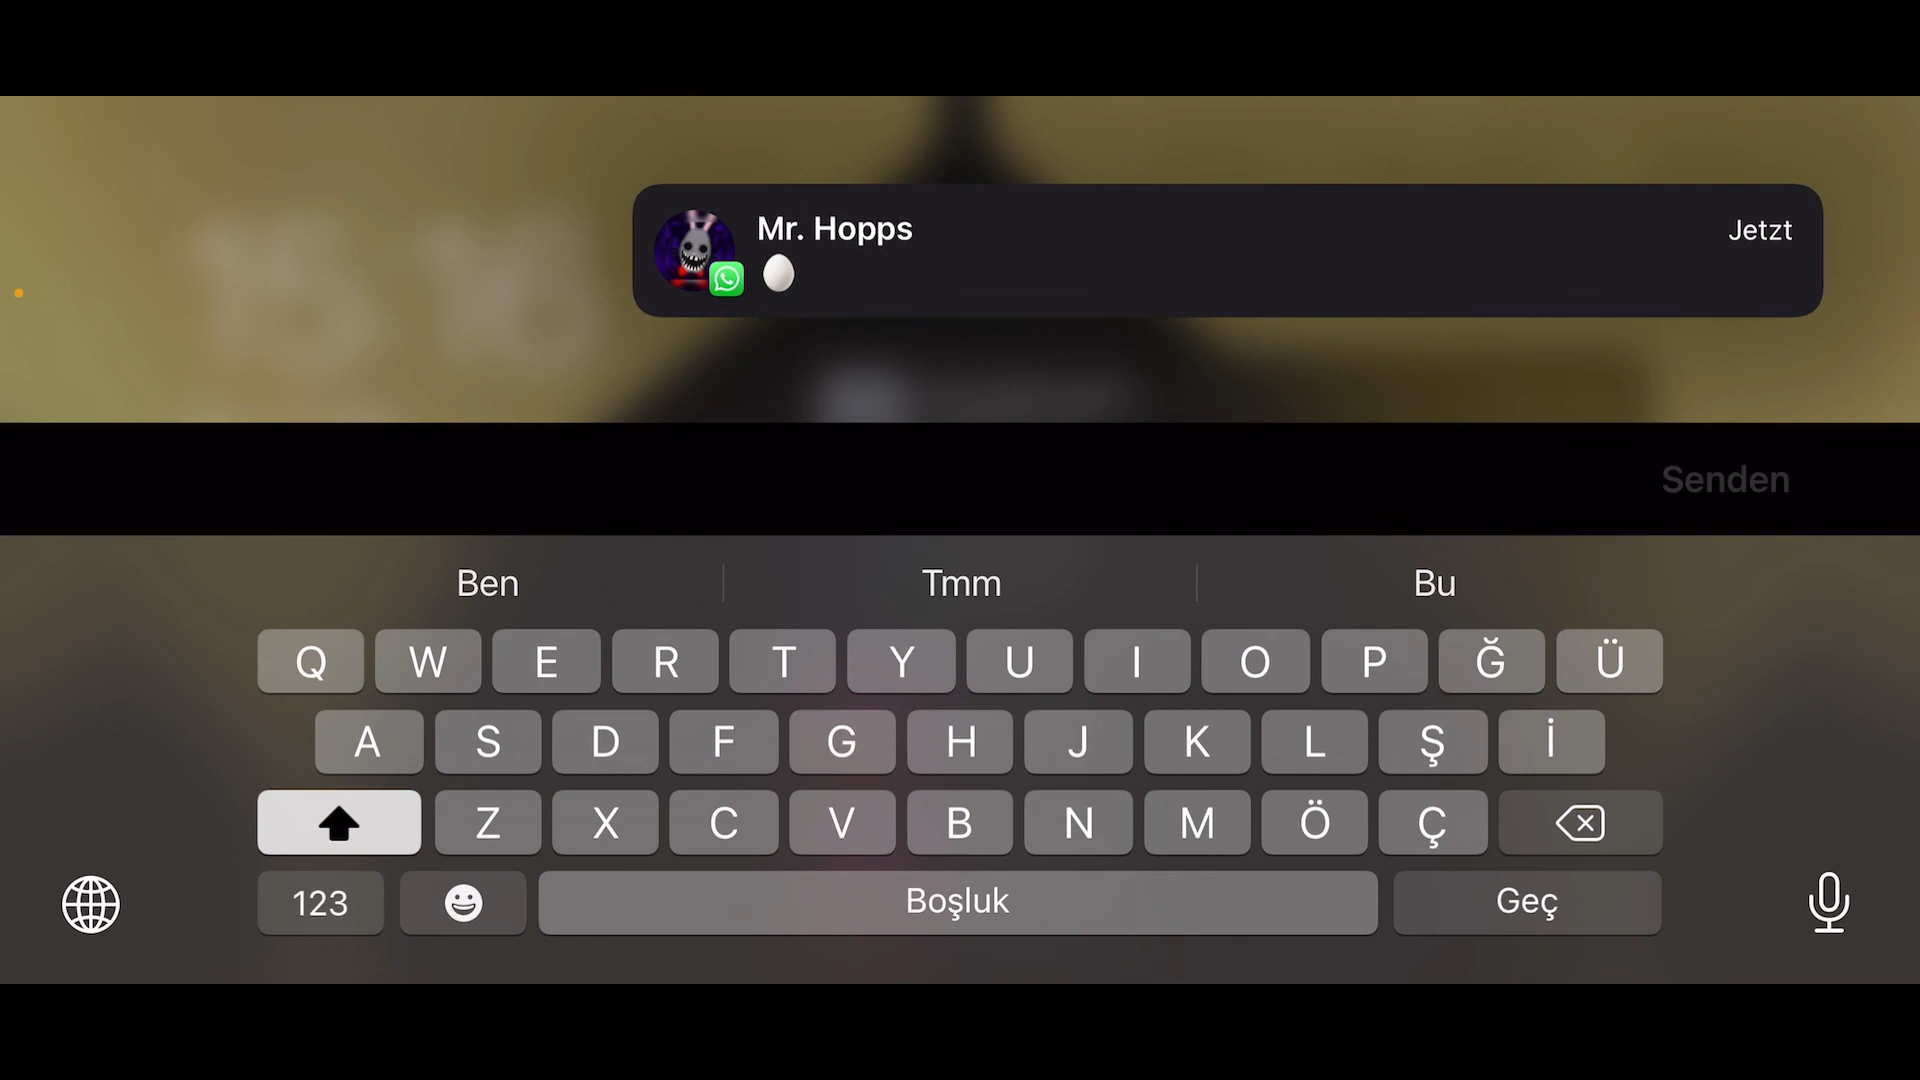 Mr. Hopps
Jetzt
🥚
Senden
Ben
Tmm
Bu
Q W E R T Y U I O P Ğ Ü
A S D F G H J K L Ş İ
Z X C V B N M Ö Ç
123
Boşluk
Geç